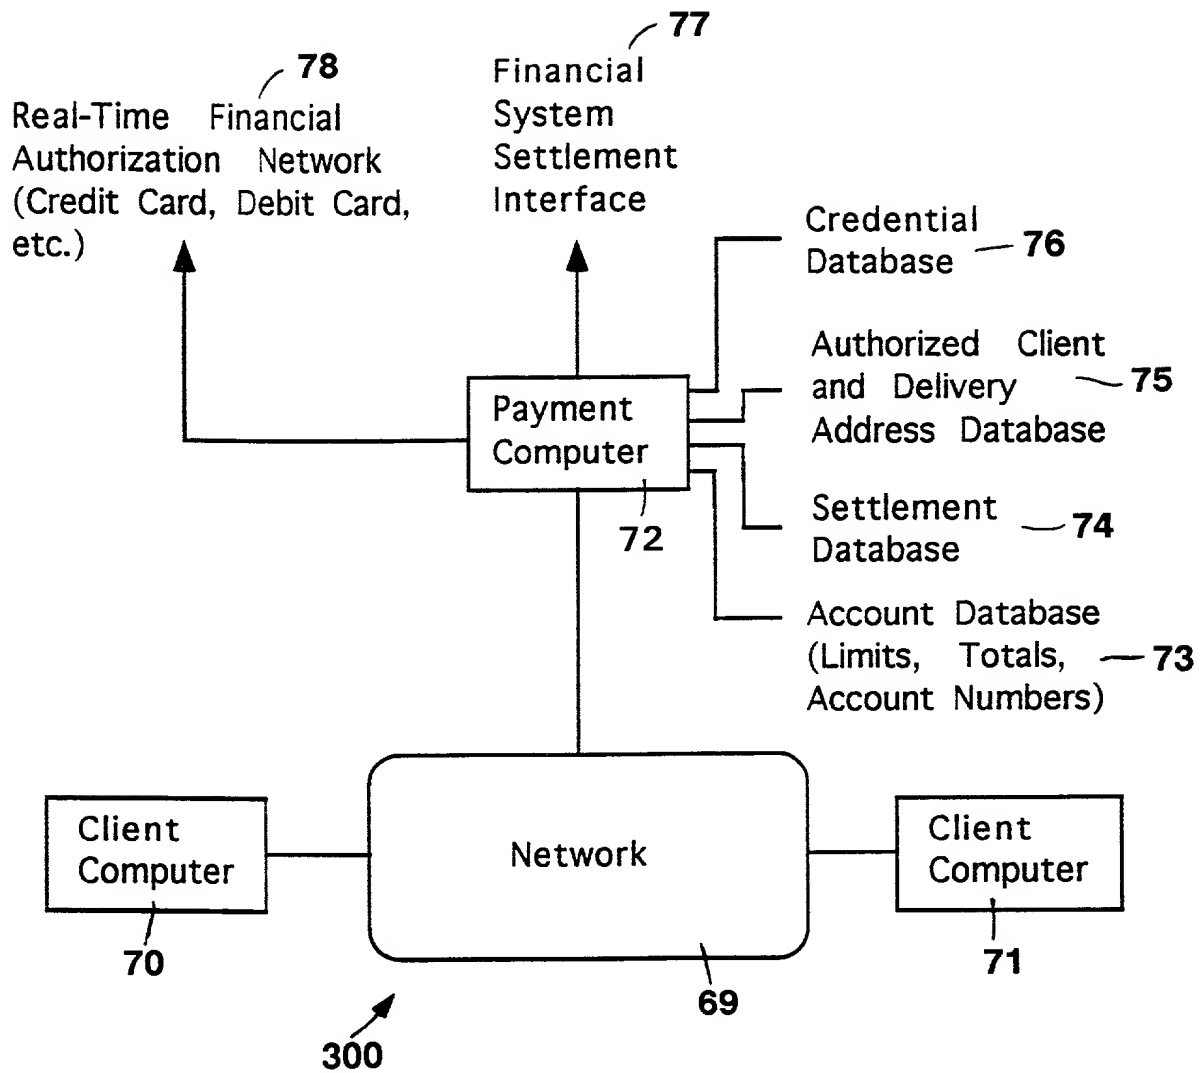 77
78
Financial
System
Settlement
Interface
Real-Time Financial
Authorization Network
(Credit Card, Debit Card,
etc.)
Credential
Database
76
Authorized Client
and Delivery
Address Database
75
Payment
Computer
72
Settlement
Database
74
Account Database
(Limits, Totals,
Account Numbers)
73
Client
Computer
70
Network
69
Client
Computer
71
300